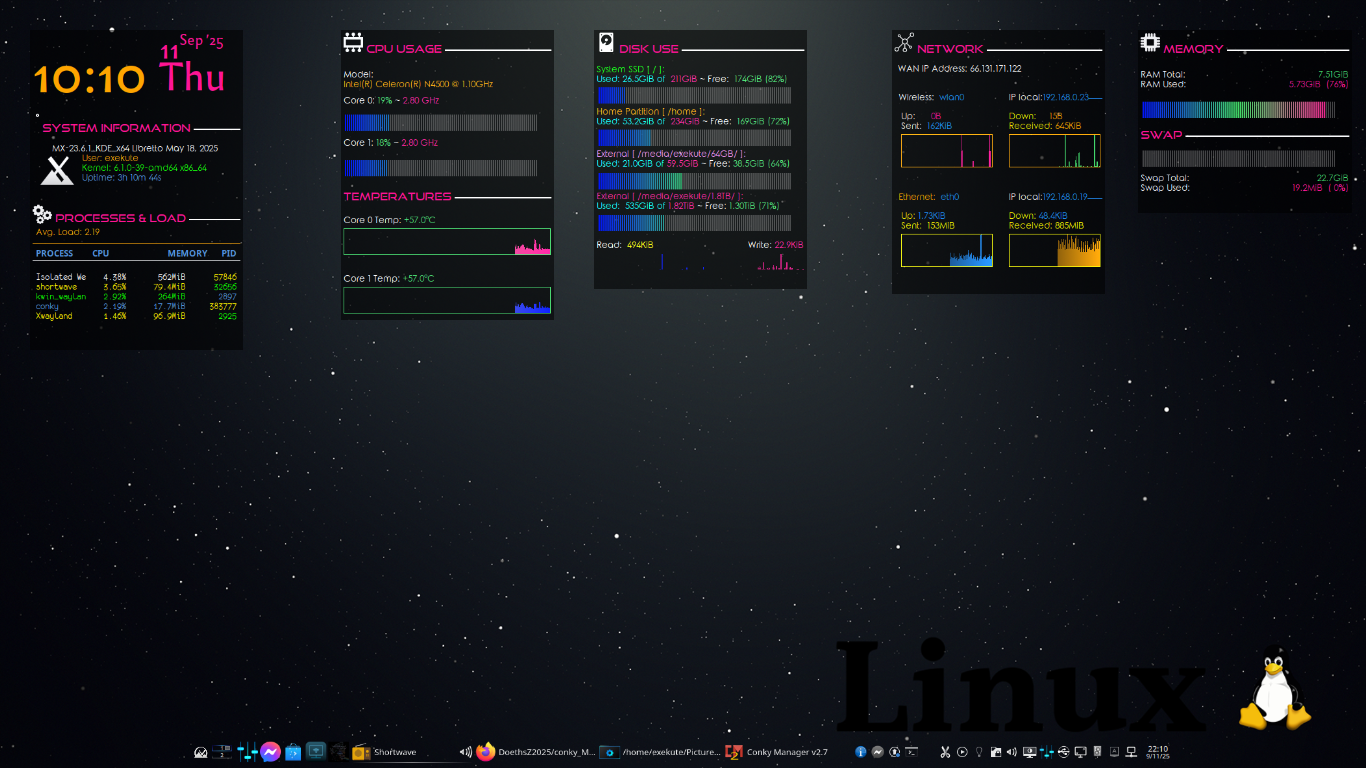 Sep '25
11
10:10 Thu
SYSTEM INFORMATION
MX-23.6.1_KDE_x64 Libretto May 18, 2025
User: exekute
Kernel: 6.1.0-39-amd64 x86_64
Uptime: 3h 10m 44s
PROCESSES & LOAD
Avg. Load: 2.19
PROCESS CPU MEMORY PID
Isolated We 4.38% 562MiB 57846
shortwave 3.65% 79.4MiB 32656
kwin_waylan 2.92% 264MiB 2897
conky 2.19% 17.7MiB 383777
Xwayland 1.46% 96.9MiB 2925
CPU USAGE
Model:
Intel(R) Celeron(R) N4500 @ 1.10GHz
Core 0: 19% ~ 2.80 GHz
Core 1: 18% ~ 2.80 GHz
TEMPERATURES
Core 0 Temp: +57.0°C
Core 1 Temp: +57.0°C
DISK USE
System SSD [ / ]:
Used: 26.5GiB of 211GiB ~ Free: 174GiB (82%)
Home Partition [ /home ]:
Used: 53.2GiB of 234GiB ~ Free: 169GiB (72%)
External [ /media/exekute/64GB/ ]:
Used: 21.0GiB of 59.5GiB ~ Free: 38.5GiB (64%)
External [ /media/exekute/1.8TB/ ]:
Used: 535GiB of 1.82TiB ~ Free: 1.30TiB (71%)
Read: 494KiB Write: 22.9KiB
NETWORK
WAN IP Address: 66.131.171.122
Wireless: wlan0 IP local:192.168.0.23
Up: 0B Down: 15B
Sent: 162KiB Received: 645KiB
Ethernet: eth0 IP local:192.168.0.19
Up: 1.73KiB Down: 48.4KiB
Sent: 153MiB Received: 885MiB
MEMORY
RAM Total: 7.51GiB
RAM Used: 5.73GiB (76%)
SWAP
Swap Total: 22.7GiB
Swap Used: 19.2MiB ( 0%)
Linux
2
Shortwave
DoethsZ2025/conky_M...
/home/exekute/Picture...
Conky Manager v2.7
22:10
9/11/25